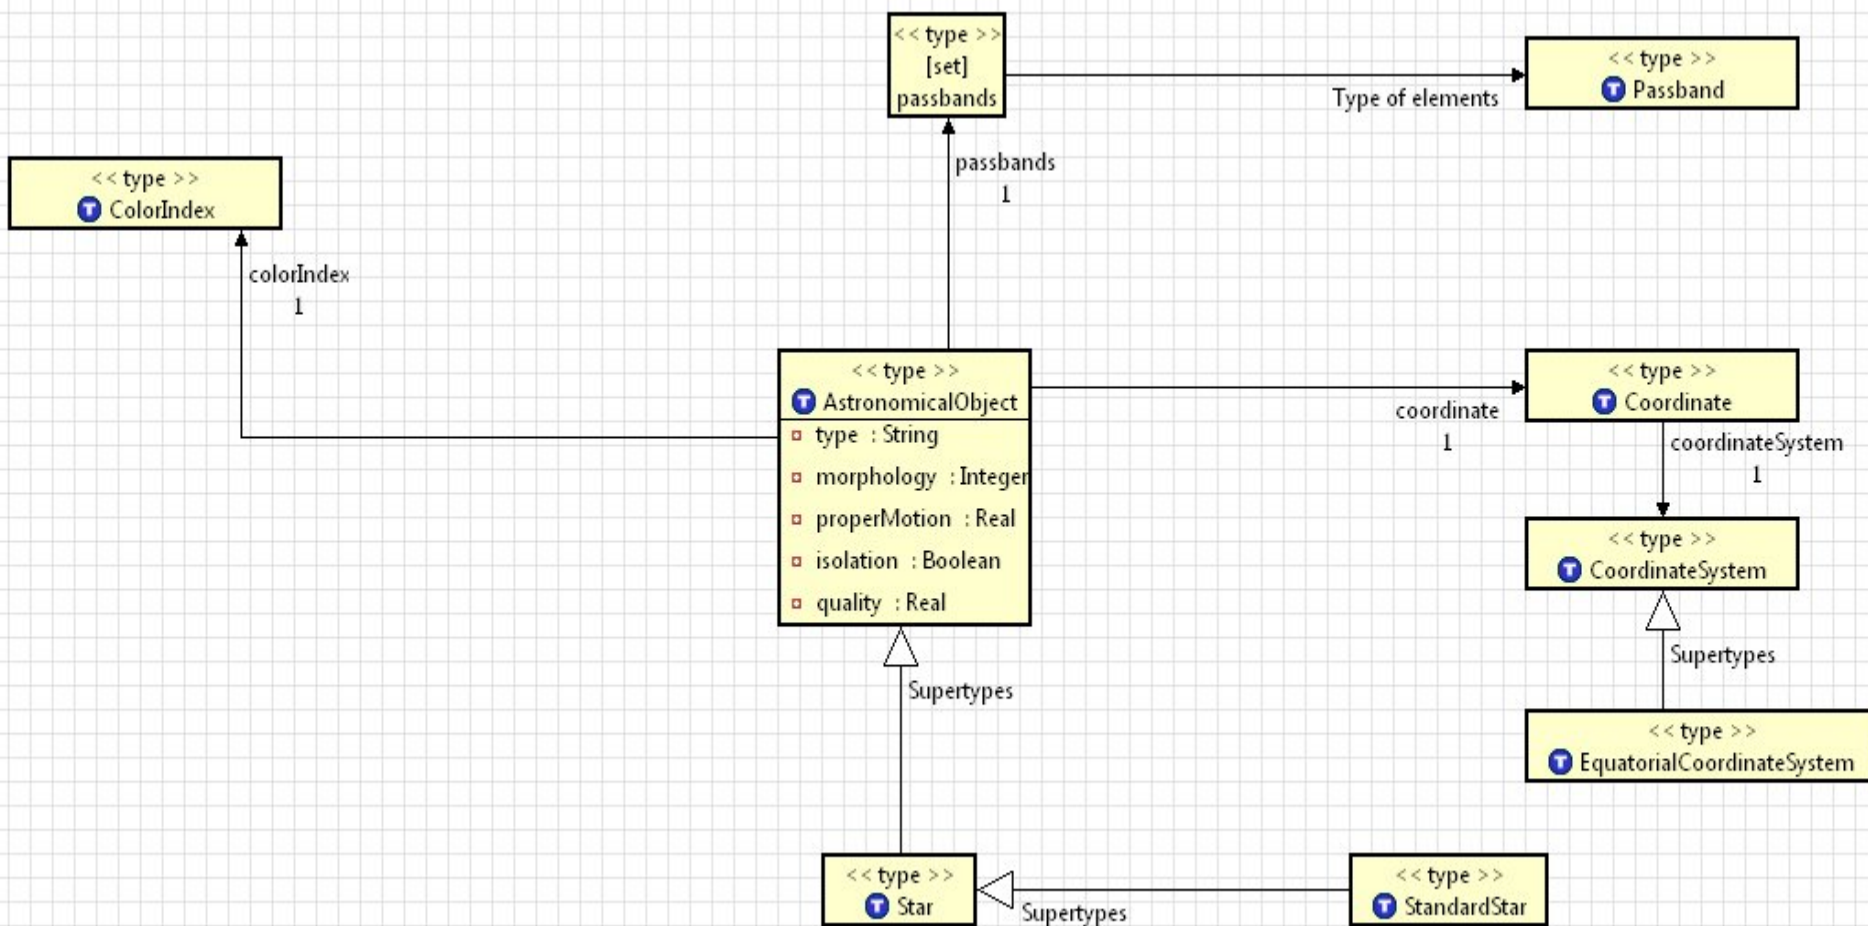 << type >>
[set]
passbands
Type of elements
<< type >>
T Passband
passbands
1
<< type >>
T ColorIndex
colorIndex
1
<< type >>
T AstronomicalObject
type : String
morphology : Integer
properMotion : Real
isolation : Boolean
quality : Real
coordinate
1
<< type >>
T Coordinate
coordinateSystem
1
<< type >>
T CoordinateSystem
Supertypes
<< type >>
T EquatorialCoordinateSystem
Supertypes
<< type >>
T Star
Supertypes
<< type >>
T StandardStar